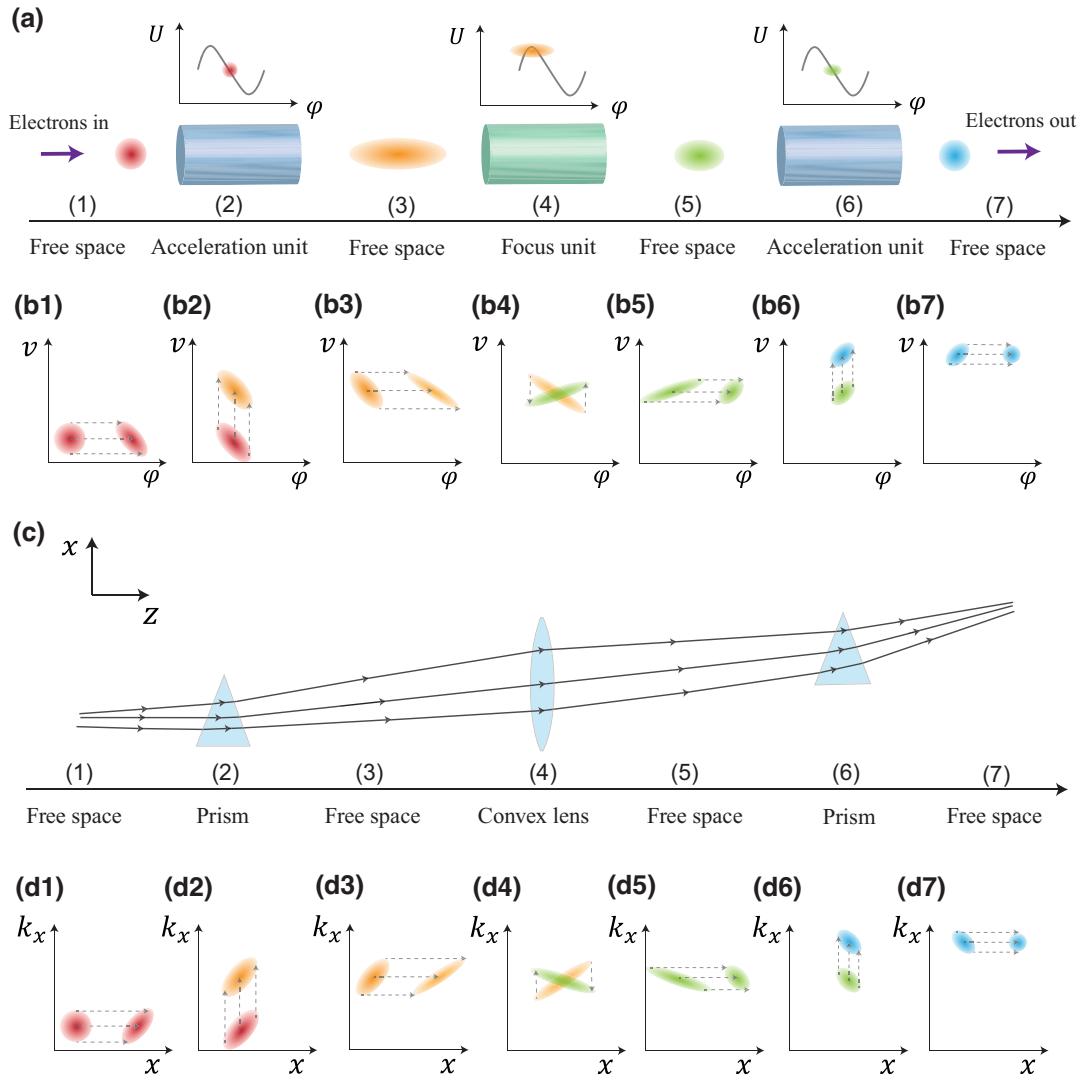 (a)
U
φ
U
φ
U
φ
Electrons in
Electrons out
(1) (2) (3) (4) (5) (6) (7)
Free space Acceleration unit Free space Focus unit Free space Acceleration unit Free space
(b1) (b2) (b3) (b4) (b5) (b6) (b7)
v v v v v v v
φ φ φ φ φ φ φ
(c)
x
z
(1) (2) (3) (4) (5) (6) (7)
Free space Prism Free space Convex lens Free space Prism Free space
(d1) (d2) (d3) (d4) (d5) (d6) (d7)
kₓ kₓ kₓ kₓ kₓ kₓ kₓ
x x x x x x x